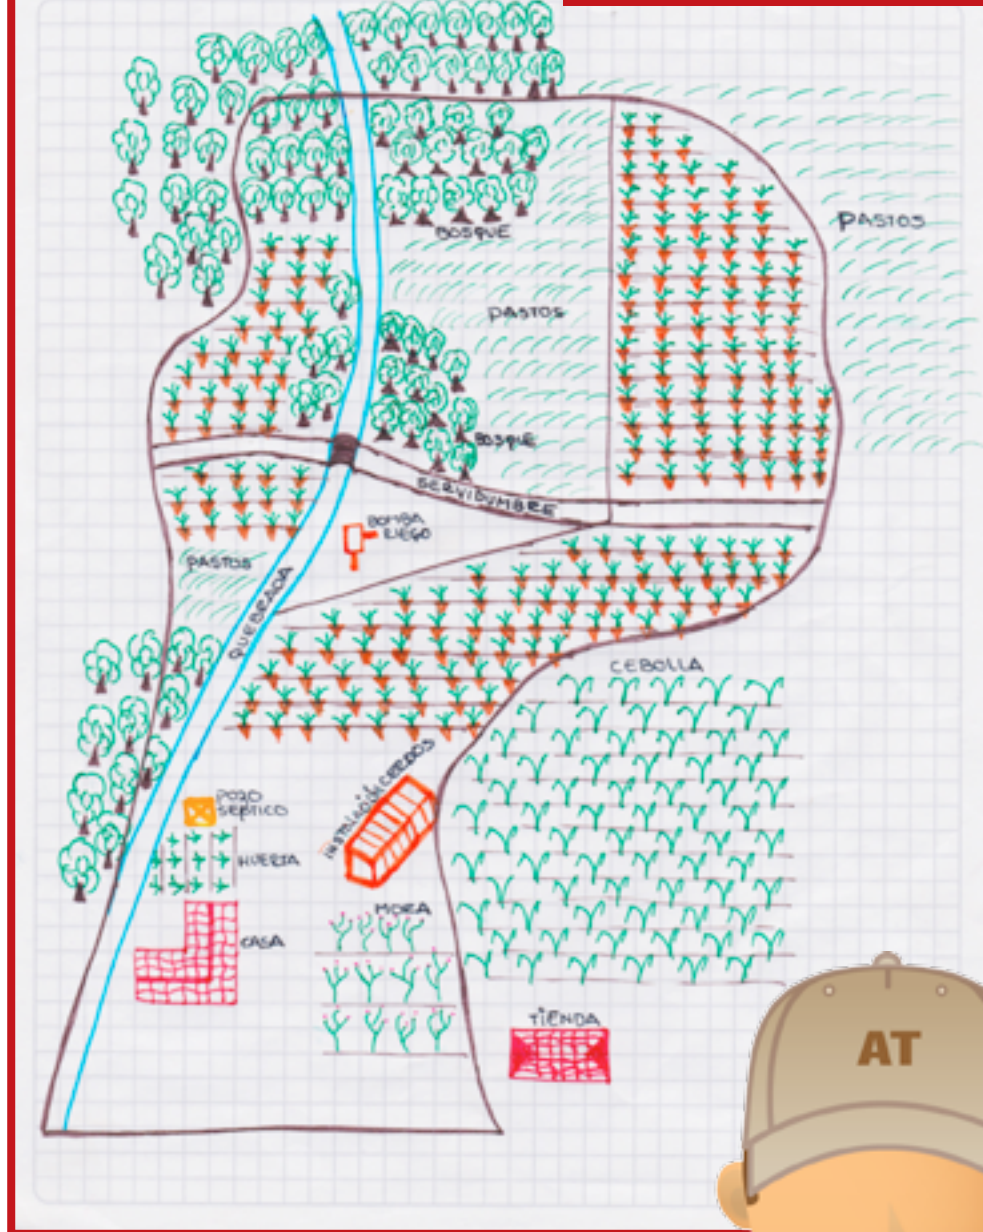 BOSQUE
PASTOS
PASTOS
BOSQUE
SERVIDUMBRE
BOMBA
RIEGO
PASTOS
QUEBRADA
CEBOLLA
INSTALACIÓN CERDOS
POZO
SEPTICO
HUERTA
MORA
CASA
TIENDA
AT